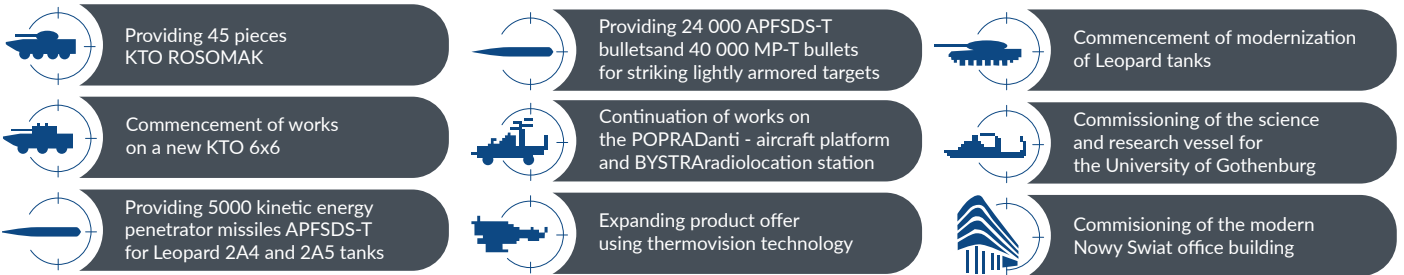 Providing 45 pieces
KTO ROSOMAK
Commencement of works
on a new KTO 6x6
Providing 5000 kinetic energy
penetrator missiles APFSDS-T
for Leopard 2A4 and 2A5 tanks
Providing 24 000 APFSDS-T
bulletsand 40 000 MP-T bullets
for striking lightly armored targets
Continuation of works on
the POPRADanti - aircraft platform
and BYSTRAradiolocation station
Expanding product offer
using thermovision technology
Commencement of modernization
of Leopard tanks
Commissioning of the science
and research vessel for
the University of Gothenburg
Commisioning of the modern
Nowy Swiat office building